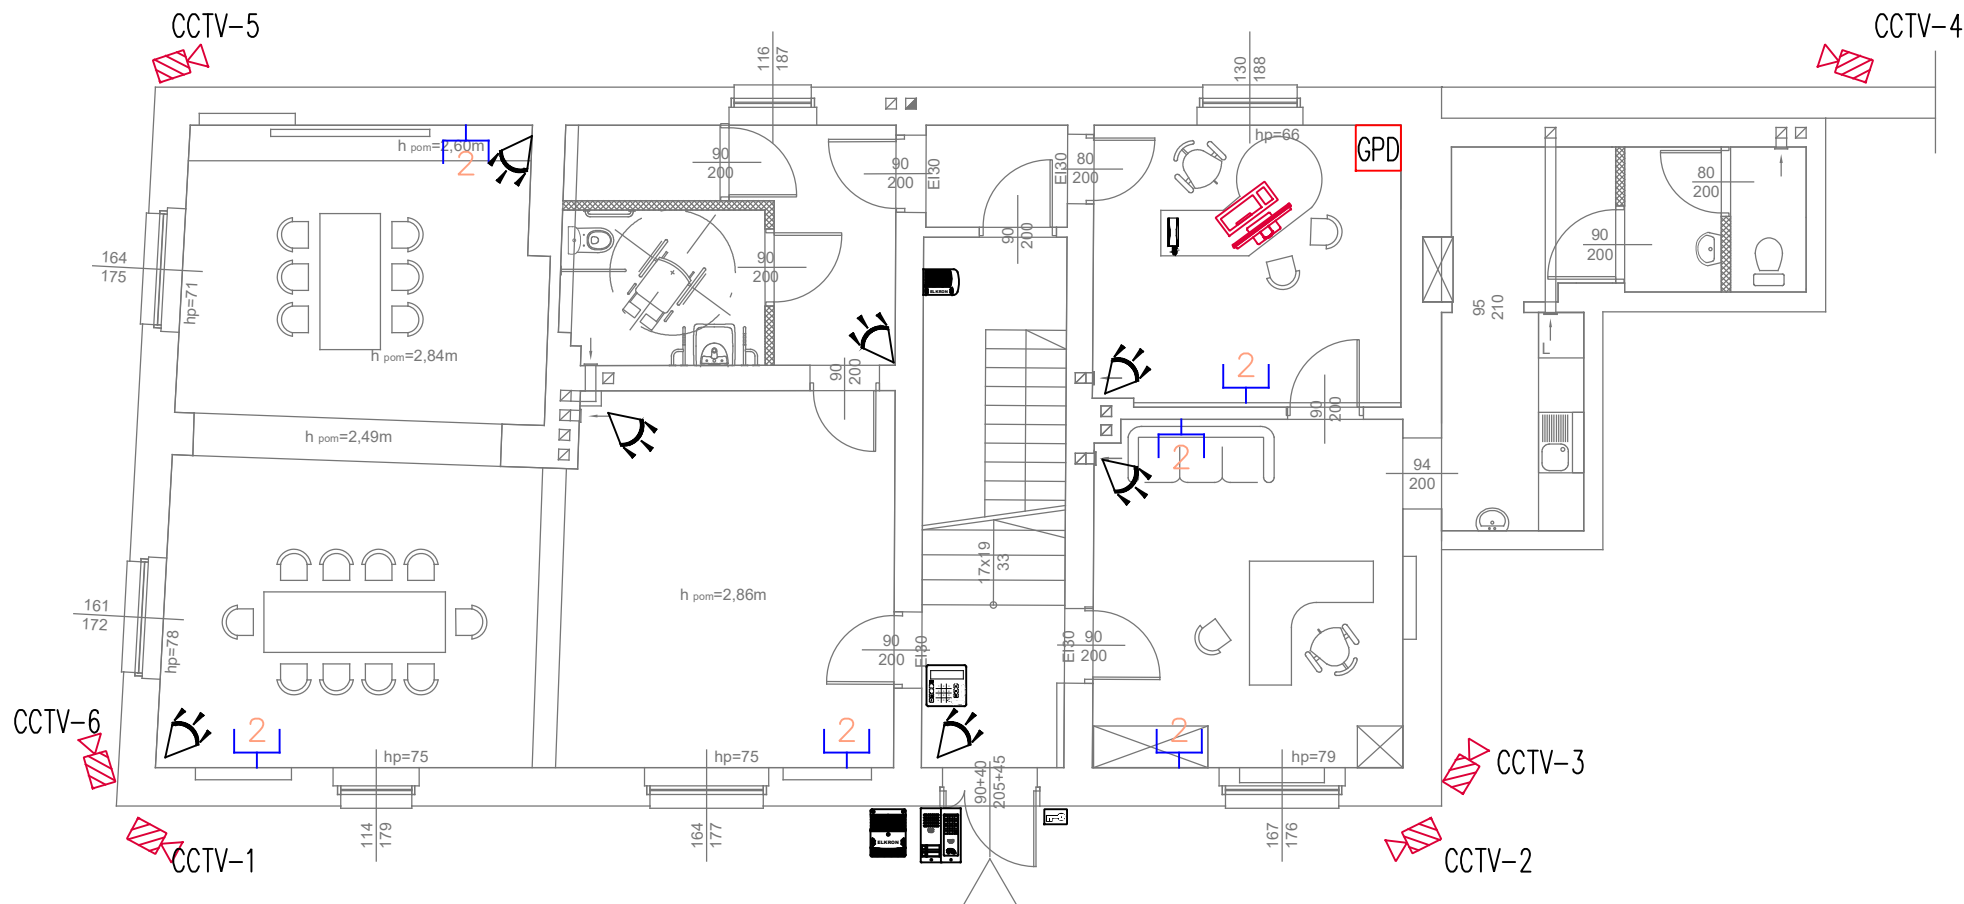 CCTV-5
CCTV-4
116
187
130
188
hp=66
GPD
h pom=2,60m
2
90
200
90
200
EI30
EI30
80
200
80
200
164
175
hp=71
90
200
90
200
90
200
ELKRON
95
210
h pom=2,84m
90
200
2
90
200
L
h pom=2,49m
2
94
200
17x19
33
h pom=2,86m
161
172
hp=78
90
200
EI30
EI30
90
200
CCTV-6
2
2
2
hp=75
hp=75
hp=79
CCTV-3
90+40
205+45
114
179
164
177
ELKRON
167
176
CCTV-1
CCTV-2